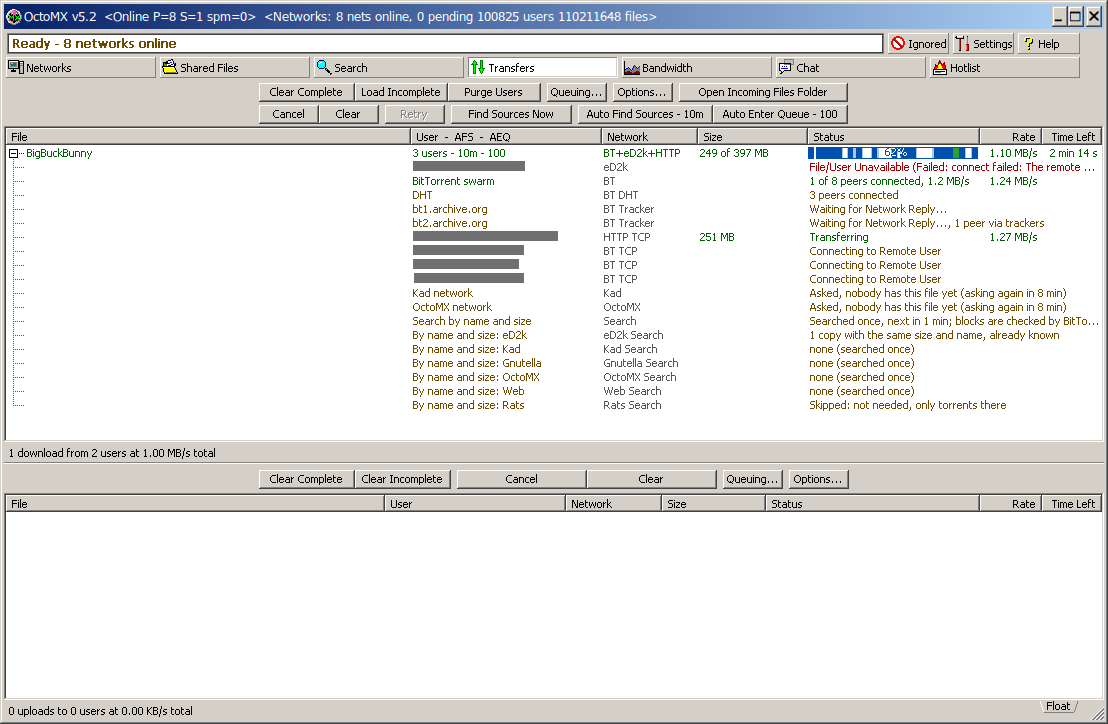 OctoMX v5.2 <Online P=8 S=1 spm=0> <Networks: 8 nets online, 0 pending 100825 users 110211648 files>
Ready - 8 networks online Ignored Settings ? Help
Networks Shared Files Search Transfers Bandwidth Chat Hotlist
Clear Complete Load Incomplete Purge Users Queuing... Options... Open Incoming Files Folder
Cancel Clear Retry Find Sources Now Auto Find Sources - 10m Auto Enter Queue - 100
File User - AFS - AEQ Network Size Status Rate Time Left
BigBuckBunny 3 users - 10m - 100 BT+eD2k+HTTP 249 of 397 MB 62% 1.10 MB/s 2 min 14 s
eD2k File/User Unavailable (Failed: connect failed: The remote ...
BitTorrent swarm BT 1 of 8 peers connected, 1.2 MB/s 1.24 MB/s
DHT BT DHT 3 peers connected
bt1.archive.org BT Tracker Waiting for Network Reply...
bt2.archive.org BT Tracker Waiting for Network Reply..., 1 peer via trackers
HTTP TCP 251 MB Transferring 1.27 MB/s
BT TCP Connecting to Remote User
BT TCP Connecting to Remote User
BT TCP Connecting to Remote User
Kad network Kad Asked, nobody has this file yet (asking again in 8 min)
OctoMX network OctoMX Asked, nobody has this file yet (asking again in 8 min)
Search by name and size Search Searched once, next in 1 min; blocks are checked by BitTo...
By name and size: eD2k eD2k Search 1 copy with the same size and name, already known
By name and size: Kad Kad Search none (searched once)
By name and size: Gnutella Gnutella Search none (searched once)
By name and size: OctoMX OctoMX Search none (searched once)
By name and size: Web Web Search none (searched once)
By name and size: Rats Rats Search Skipped: not needed, only torrents there
1 download from 2 users at 1.00 MB/s total
Clear Complete Clear Incomplete Cancel Clear Queuing... Options...
File User Network Size Status Rate Time Left
0 uploads to 0 users at 0.00 KB/s total Float